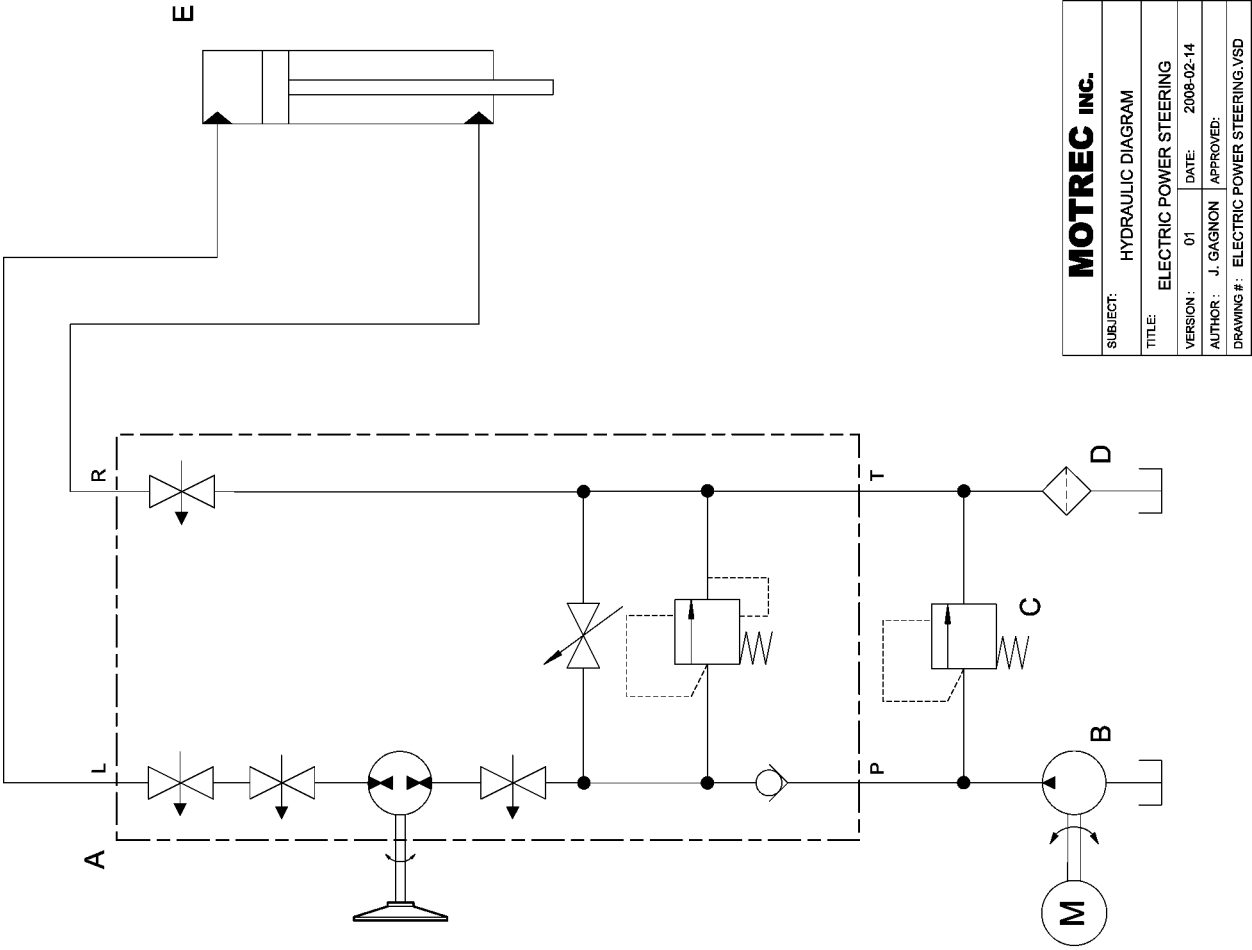 E
R
L
A
T
P
D
C
B
M
MOTREC INC.
SUBJECT:
HYDRAULIC DIAGRAM
TITLE:
ELECTRIC POWER STEERING
VERSION : 01 DATE: 2008-02-14
AUTHOR : J. GAGNON APPROVED:
DRAWING # : ELECTRIC POWER STEERING.VSD